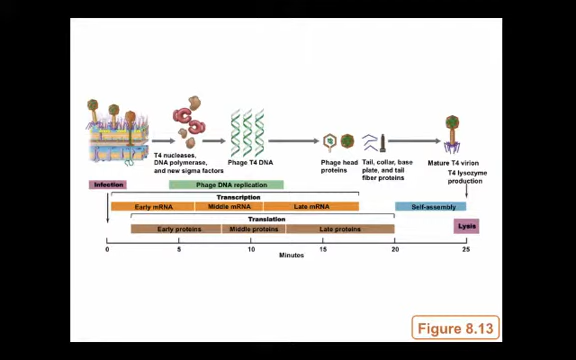 T4 nucleases,
DNA polymerase,
and new sigma factors
Phage T4 DNA
Phage head
proteins
Tail, collar, base
plate, and tail
fiber proteins
Mature T4 virion
T4 lysozyme
production
Infection
Phage DNA replication
Transcription
Early mRNA
Middle mRNA
Late mRNA
Self-assembly
Translation
Early proteins
Middle proteins
Late proteins
Lysis
0
5
10
15
20
25
Minutes
Figure 8.13